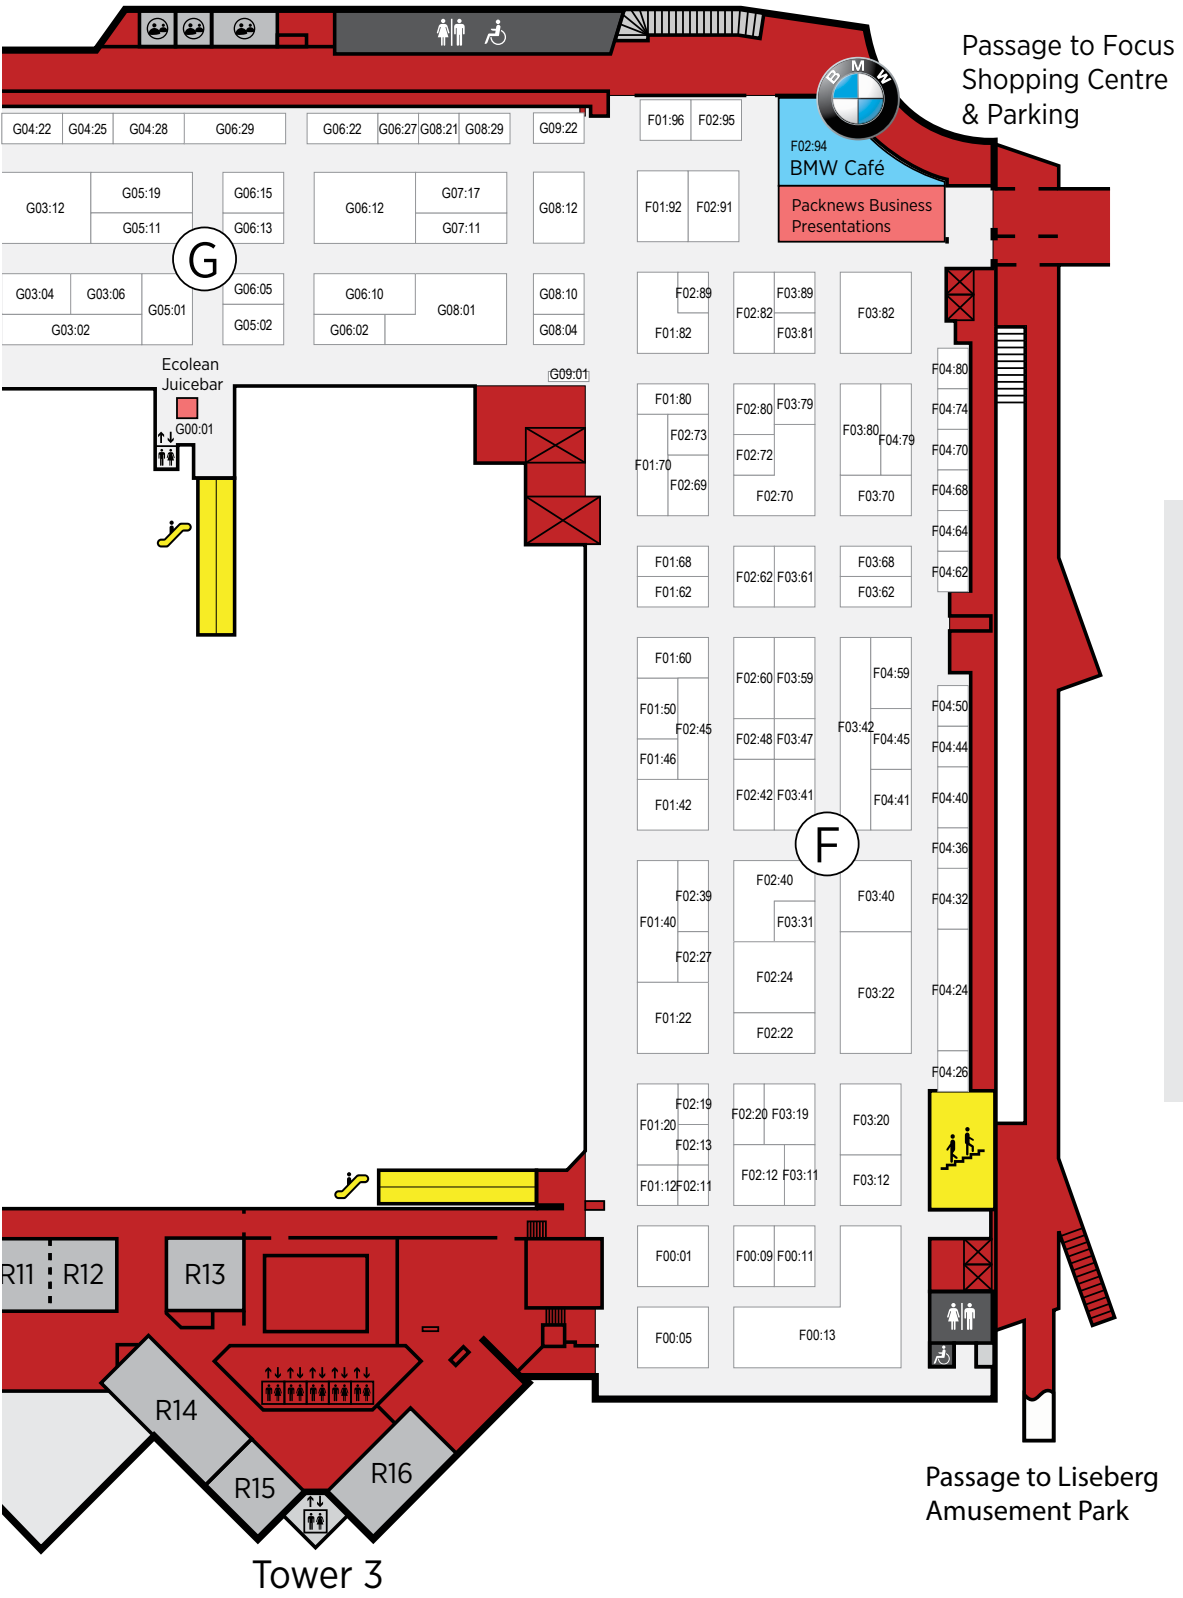 Passage to Focus
Shopping Centre
& Parking
BMW
F02:94
BMW Café
Packnews Business
Presentations
G04:22 G04:25 G04:28 G06:29 G06:22 G06:27 G08:21 G08:29 G09:22 F01:96 F02:95
G03:12 G05:19 G05:11 G06:15 G06:13 G06:12 G07:17 G07:11 G08:12 F01:92 F02:91
G
G03:04 G03:06 G05:01 G06:05 G06:10 G08:01 G08:10
G03:02 G05:02 G06:02 G08:04
Ecolean
Juicebar
G00:01
G09:01
F02:89 F01:82 F02:82 F03:89 F03:81 F03:82
F04:80
F01:80 F02:80 F03:79 F03:80 F04:79 F04:74
F02:73 F01:70 F02:72 F04:70
F02:69 F02:70 F03:70 F04:68
F04:64
F01:68 F02:62 F03:61 F03:68 F04:62
F01:62 F03:62
F01:60 F02:60 F03:59 F04:59
F01:50 F02:45 F03:42 F04:50
F01:46 F02:48 F03:47 F04:45 F04:44
F01:42 F02:42 F03:41 F04:41 F04:40
F
F04:36
F01:40 F02:39 F02:40 F03:31 F03:40 F04:32
F02:27 F02:24 F03:22 F04:24
F01:22 F02:22
F04:26
F01:20 F02:19 F02:20 F03:19 F03:20
F02:13
F01:12 F02:11 F02:12 F03:11 F03:12
F00:01 F00:09 F00:11
F00:05 F00:13
R11 R12 R13
R14
R15 R16
Tower 3
Passage to Liseberg
Amusement Park